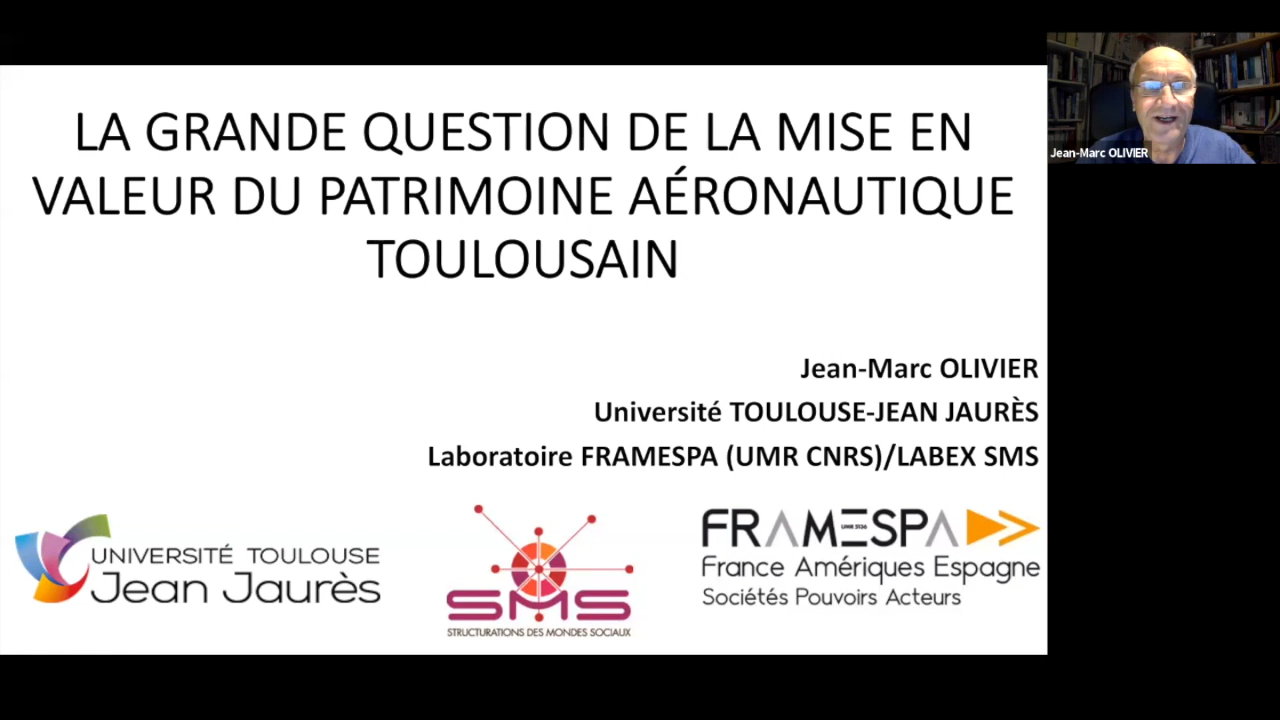 LA GRANDE QUESTION DE LA MISE EN
VALEUR DU PATRIMOINE AÉRONAUTIQUE
TOULOUSAIN
Jean-Marc OLIVIER
Université TOULOUSE-JEAN JAURÈS
Laboratoire FRAMESPA (UMR CNRS)/LABEX SMS
UNIVERSITÉ TOULOUSE
Jean Jaurès
SMS
STRUCTURATIONS DES MONDES SOCIAUX
FRAMESPA
UMR 5136
France Amériques Espagne
Sociétés Pouvoirs Acteurs
Jean-Marc OLIVIER